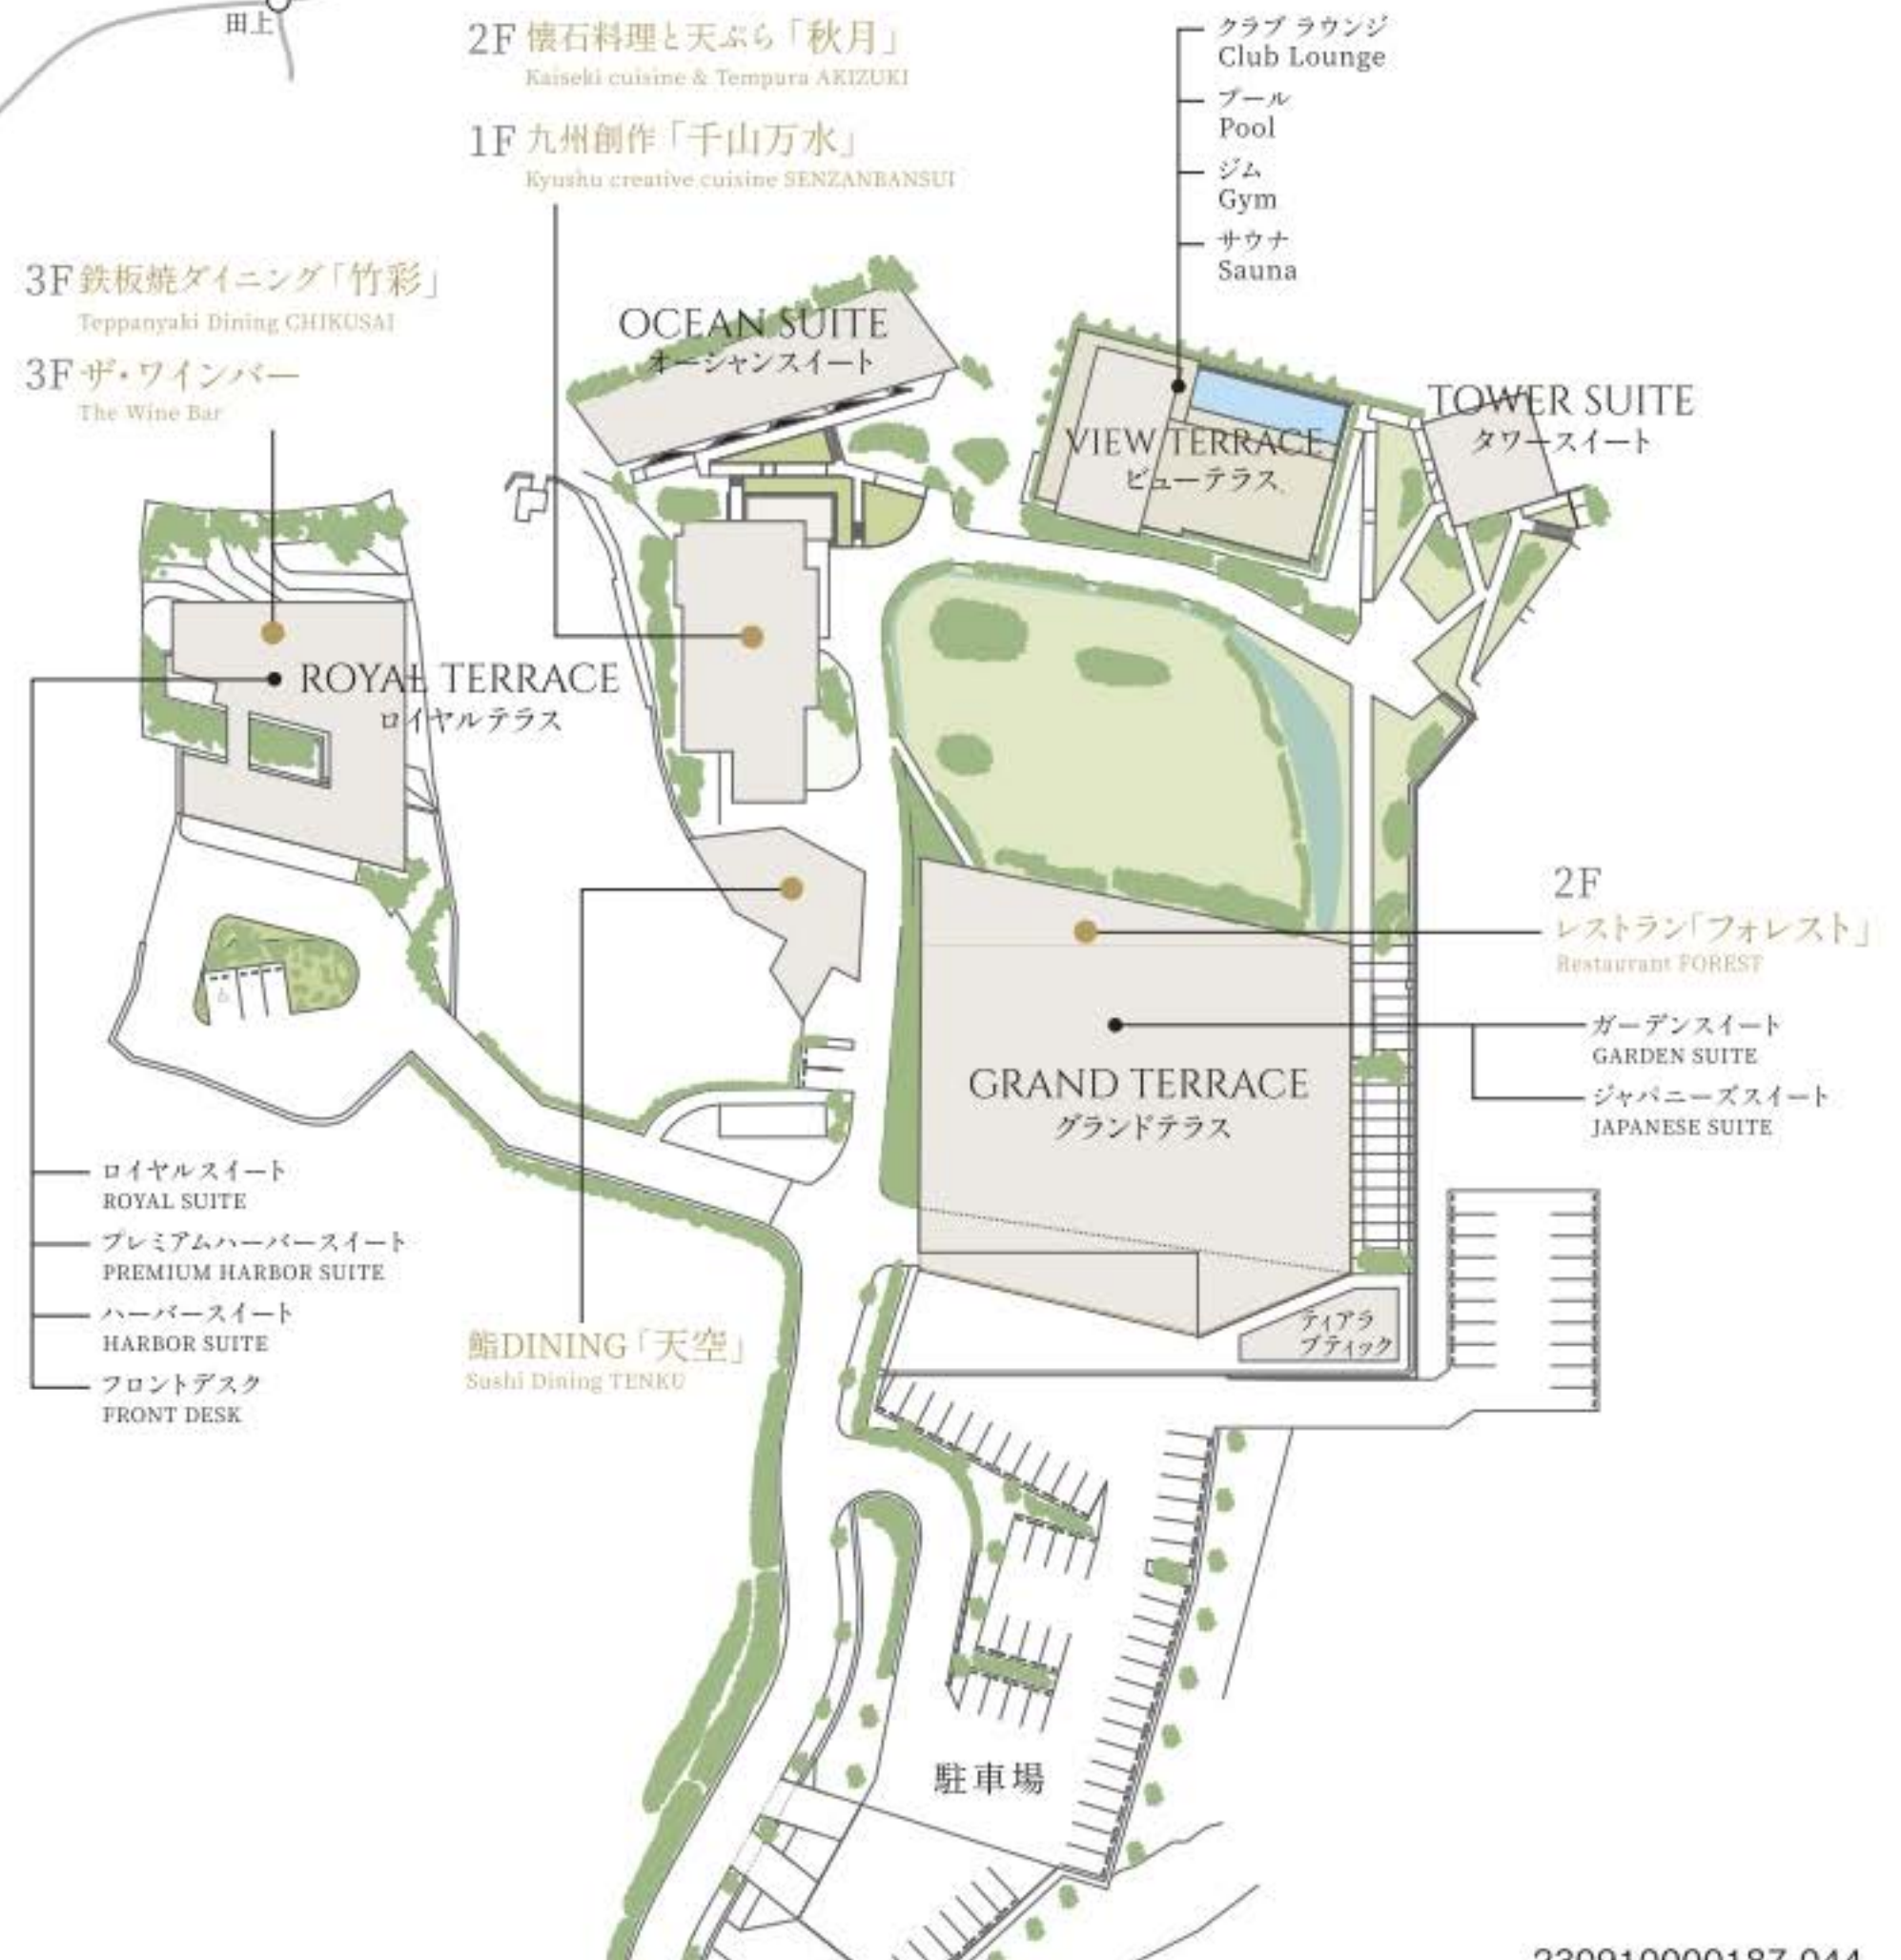 田上
2F 懐石料理と天ぷら「秋月」
Kaiseki cuisine & Tempura AKIZUKI
1F 九州創作「千山万水」
Kyushu creative cuisine SENZANBANSUI
クラブ ラウンジ
Club Lounge
プール
Pool
ジム
Gym
サウナ
Sauna
3F 鉄板焼ダイニング「竹彩」
Teppanyaki Dining CHIKUSAI
3F ザ・ワインバー
The Wine Bar
OCEAN SUITE
オーシャンスイート
VIEW TERRACE
ビューテラス
TOWER SUITE
タワースイート
ROYAL TERRACE
ロイヤルテラス
2F
レストラン「フォレスト」
Restaurant FOREST
ガーデンスイート
GARDEN SUITE
ジャパニーズスイート
JAPANESE SUITE
GRAND TERRACE
グランドテラス
ロイヤルスイート
ROYAL SUITE
プレミアムハーバースイート
PREMIUM HARBOR SUITE
ハーバースイート
HARBOR SUITE
フロントデスク
FRONT DESK
鮨DINING「天空」
Sushi Dining TENKU
ティアラ
ブティック
駐車場